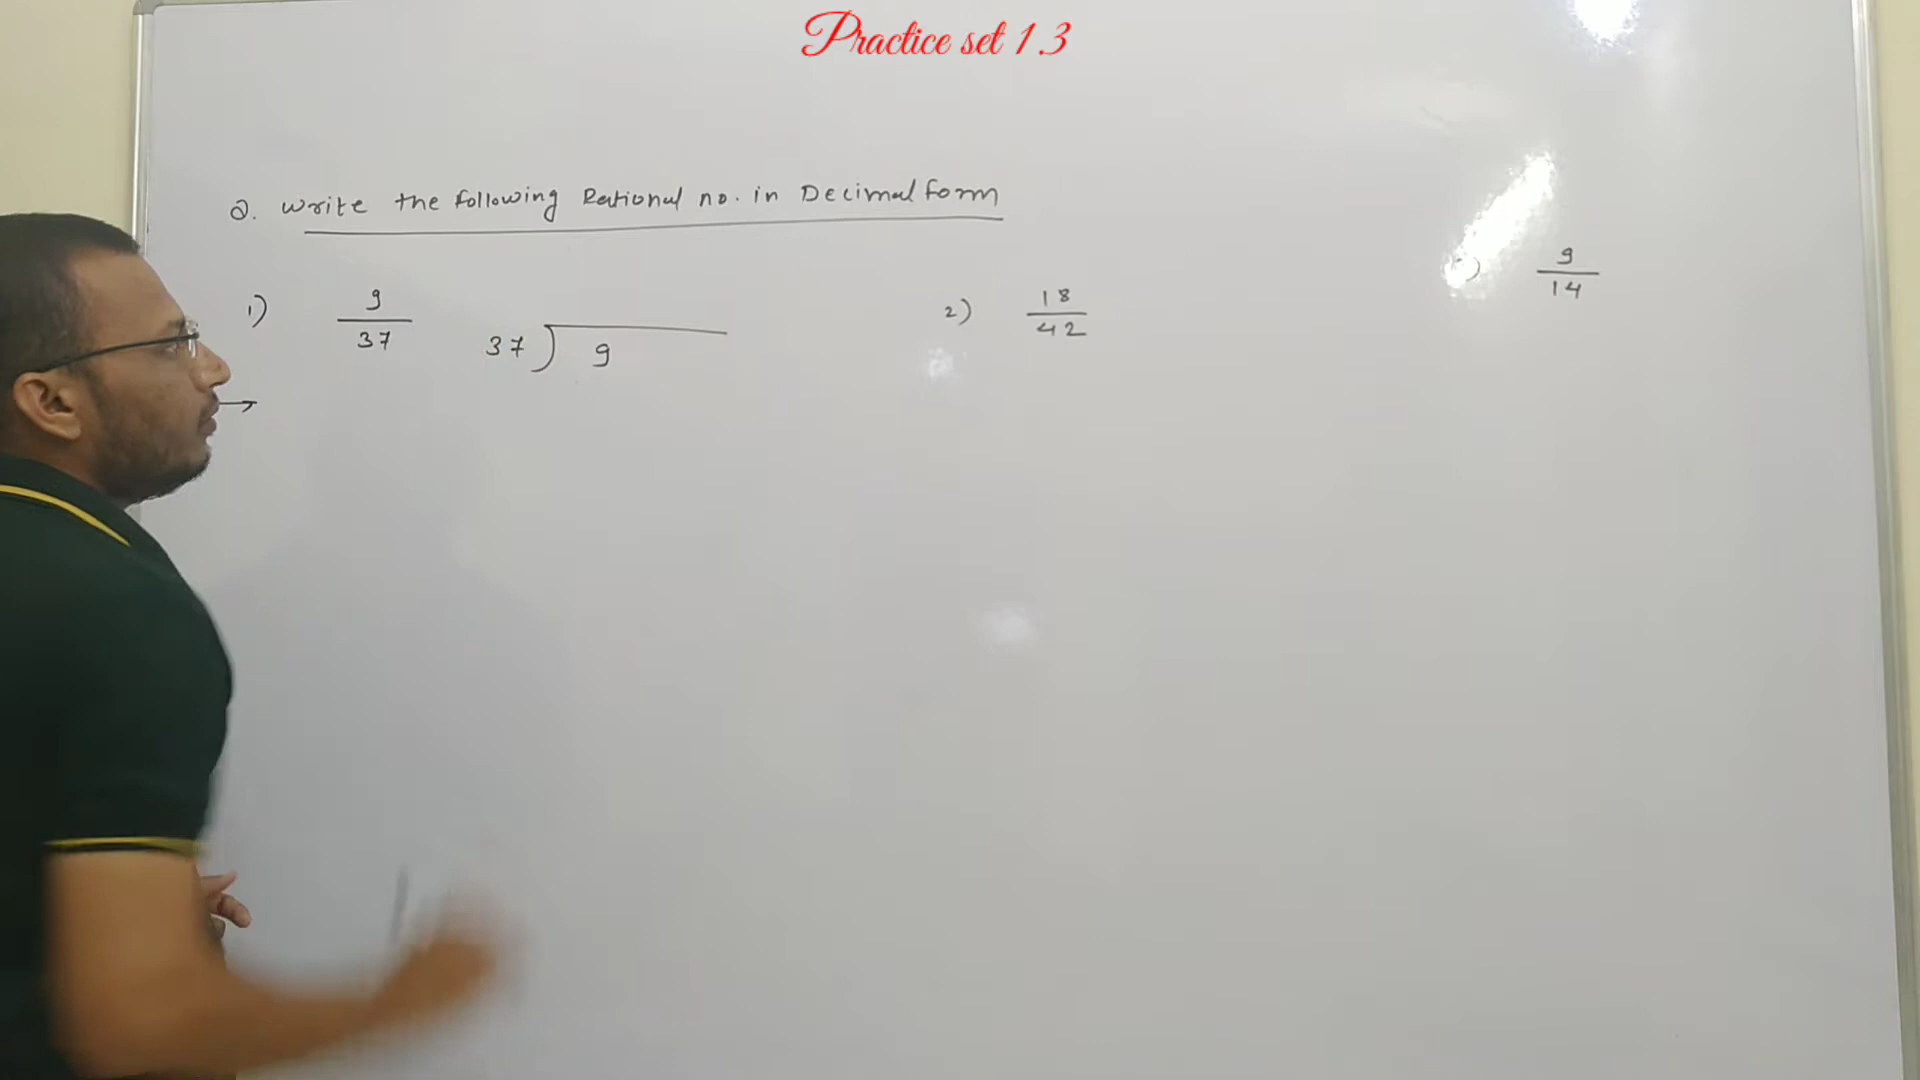 Practice set 1.3
Q. Write the following Rational no. in Decimal form
1) 9/37
37 ) 9
2) 18/42
) 9/14